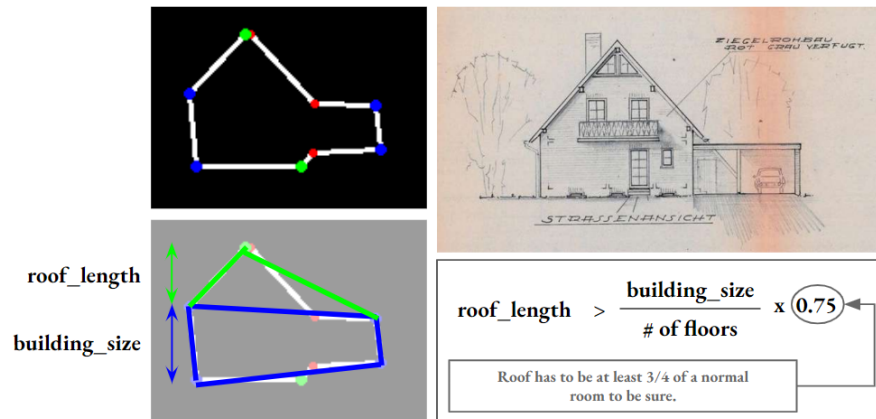 ZIEGELROHBAU
ROT GRAU VERFUGT.
STRASSENANSICHT
roof_length
building_size
roof_length > building_size / # of floors x 0.75
Roof has to be at least 3/4 of a normal
room to be sure.